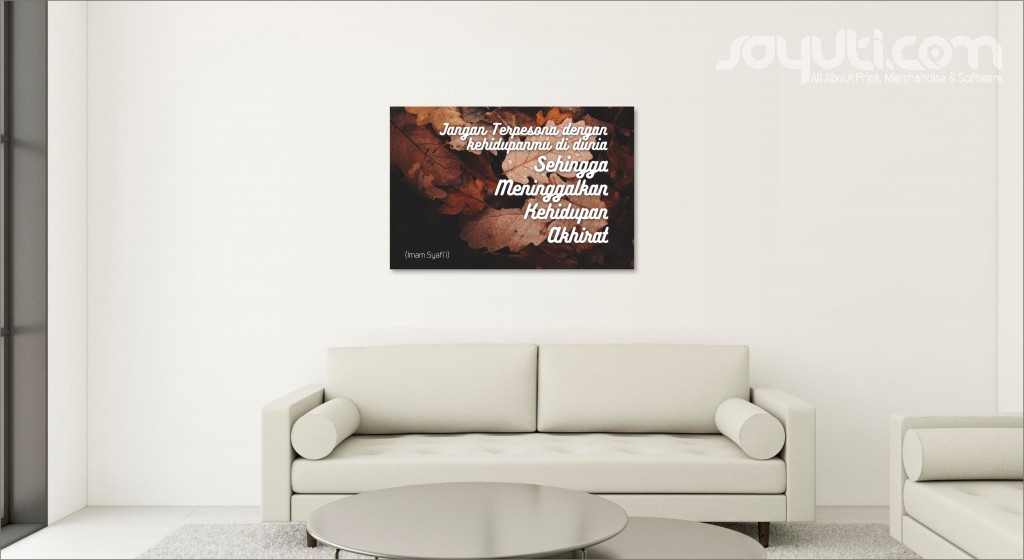 sayuti.com
All About Print, Merchandise & Software
Jangan Terpesona dengan
kehidupanmu di dunia
Sehingga
Meninggalkan
Kehidupan
Akhirat
(Imam Syafi'i)